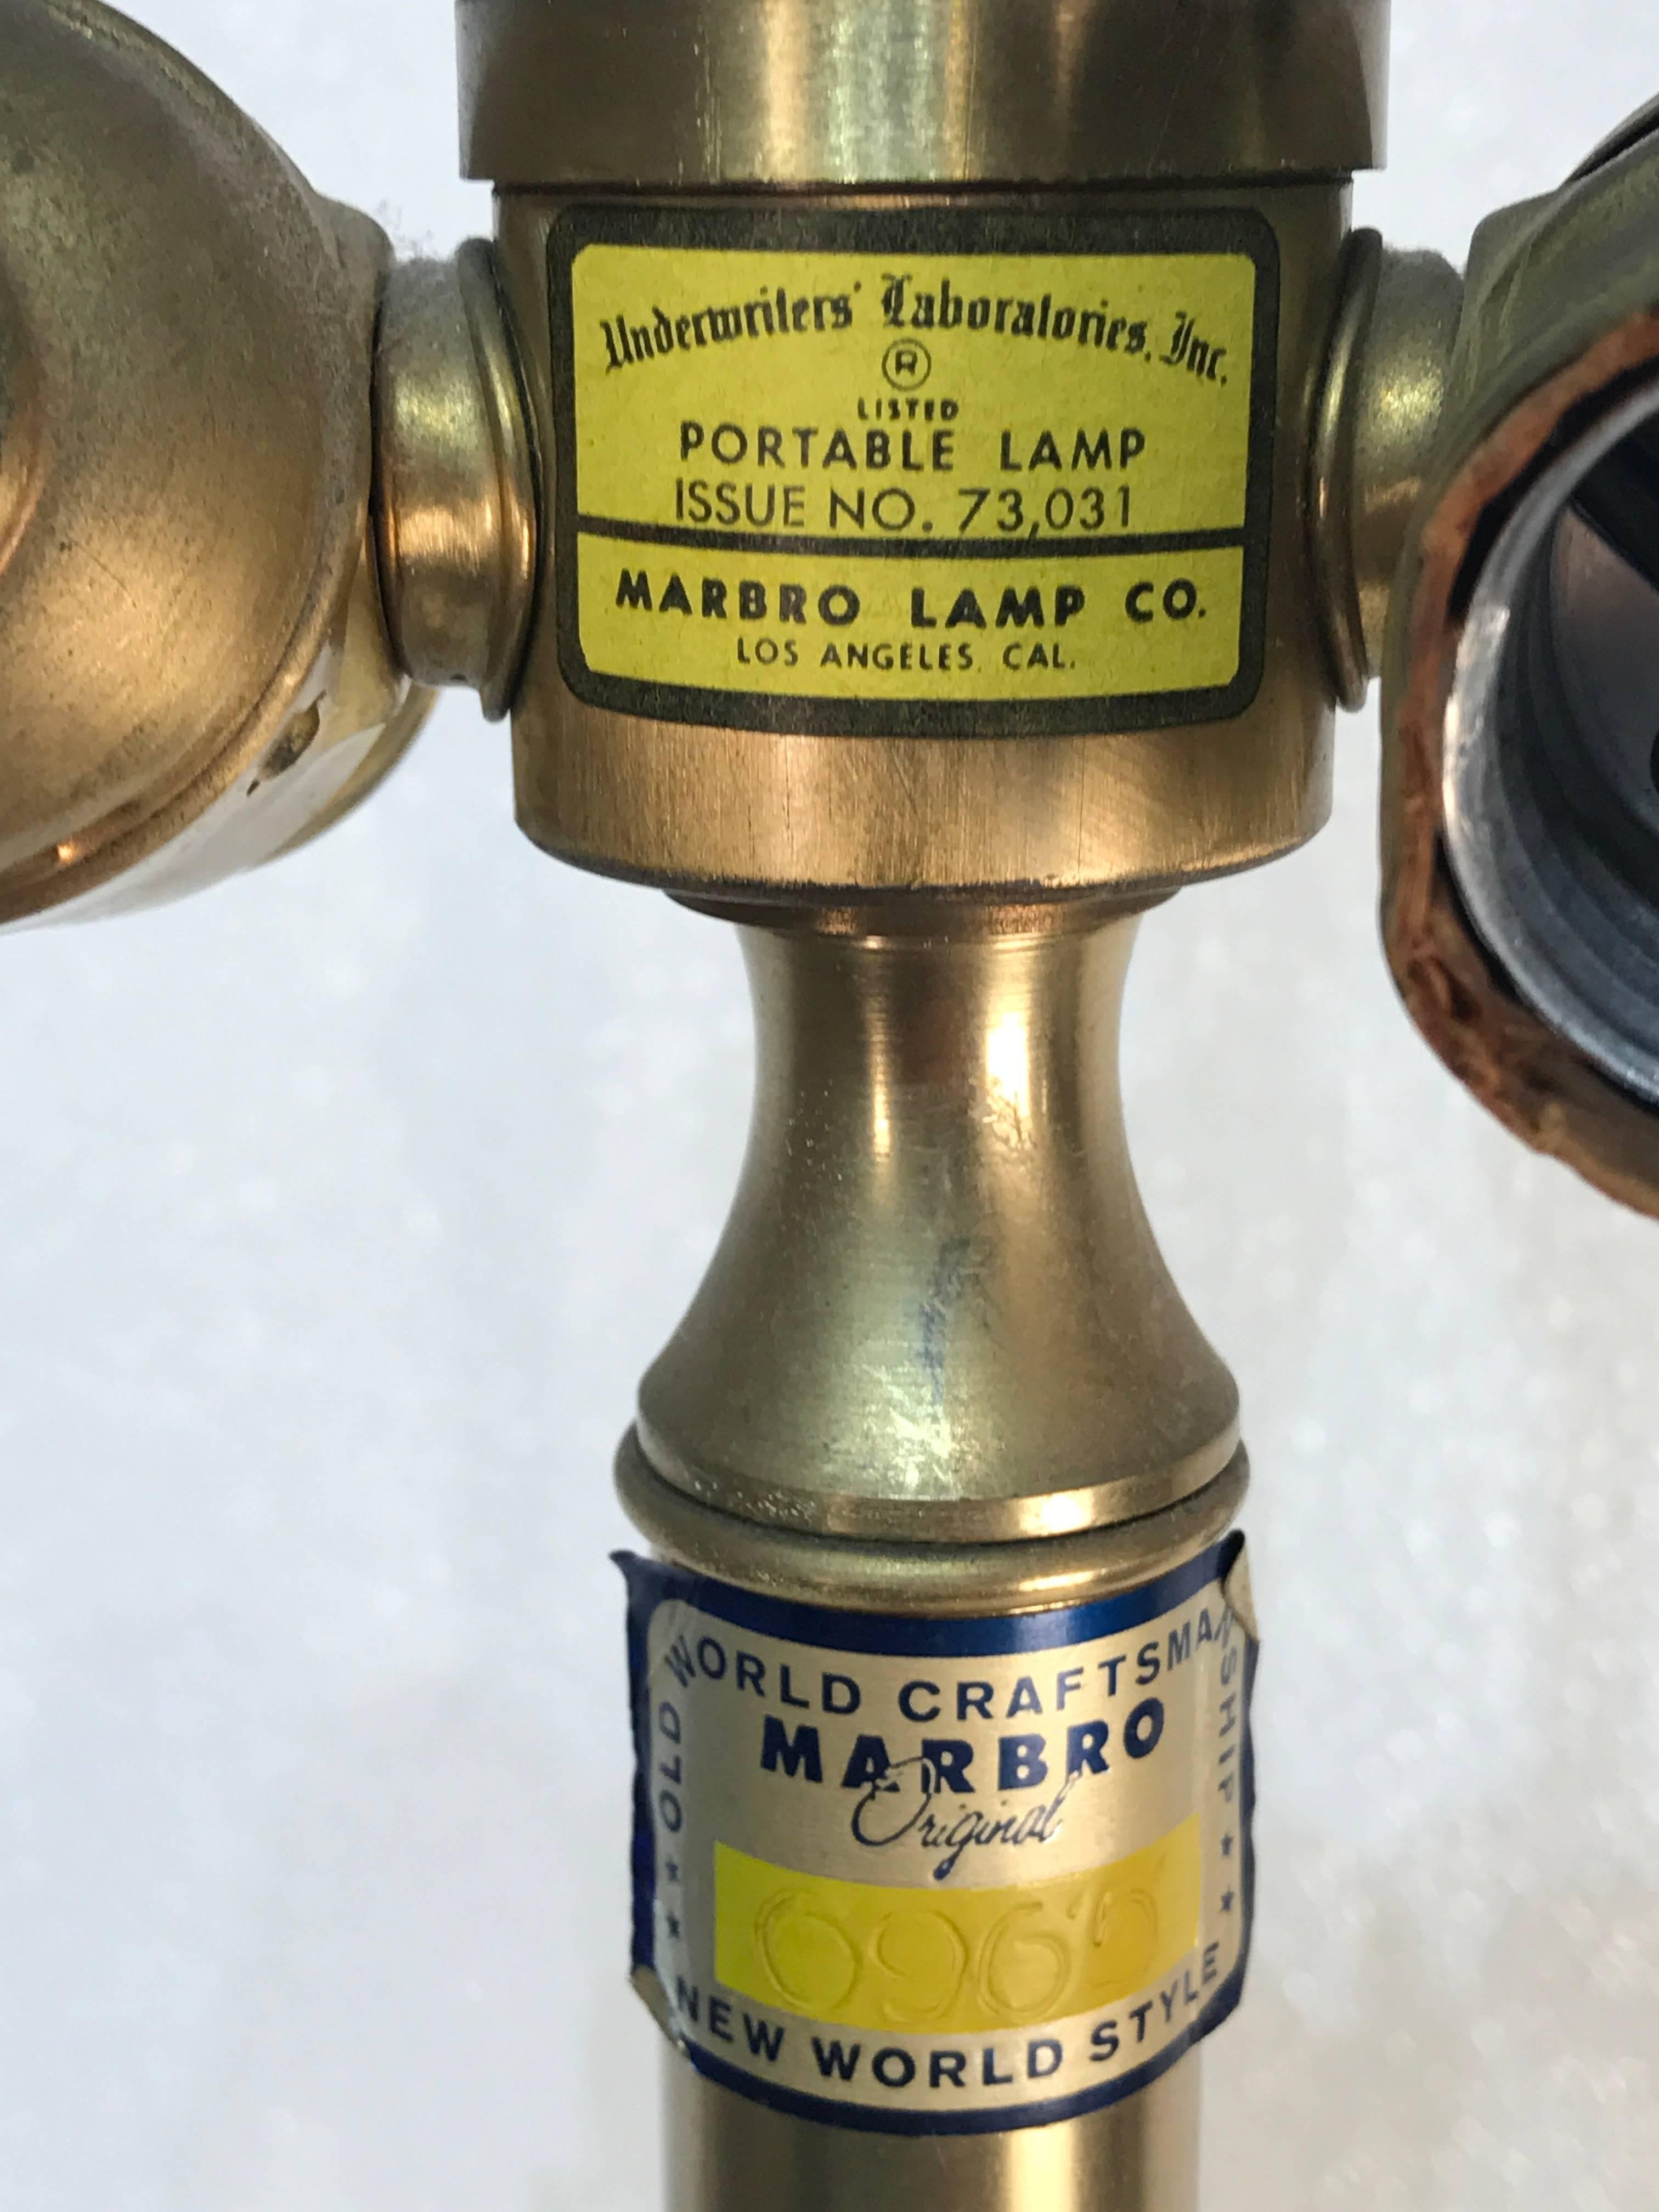 Underwriters' Laboratories, Inc.
®
LISTED
PORTABLE LAMP
ISSUE NO. 73,031
MARBRO LAMP CO.
LOS ANGELES, CAL.
★ ★ OLD WORLD CRAFTSMANSHIP ★ ★
MARBRO
Original
NEW WORLD STYLE